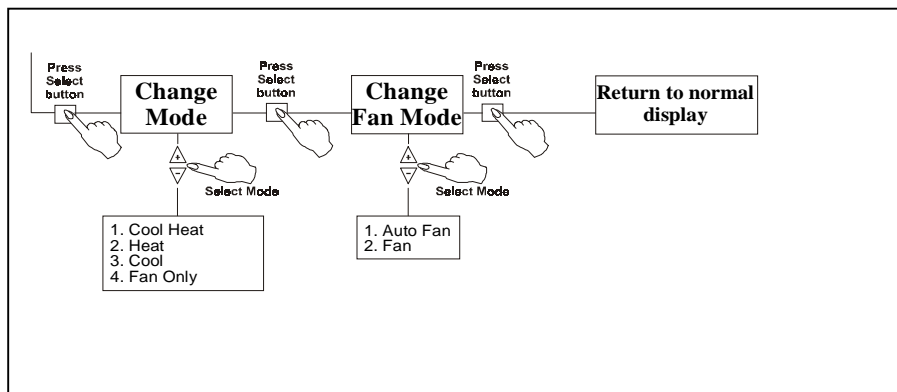 Press
Select
button
Change
Mode
Press
Select
button
Change
Fan Mode
Press
Select
button
Return to normal
display
+
-
Select Mode
+
-
Select Mode
1. Cool Heat
2. Heat
3. Cool
4. Fan Only
1. Auto Fan
2. Fan